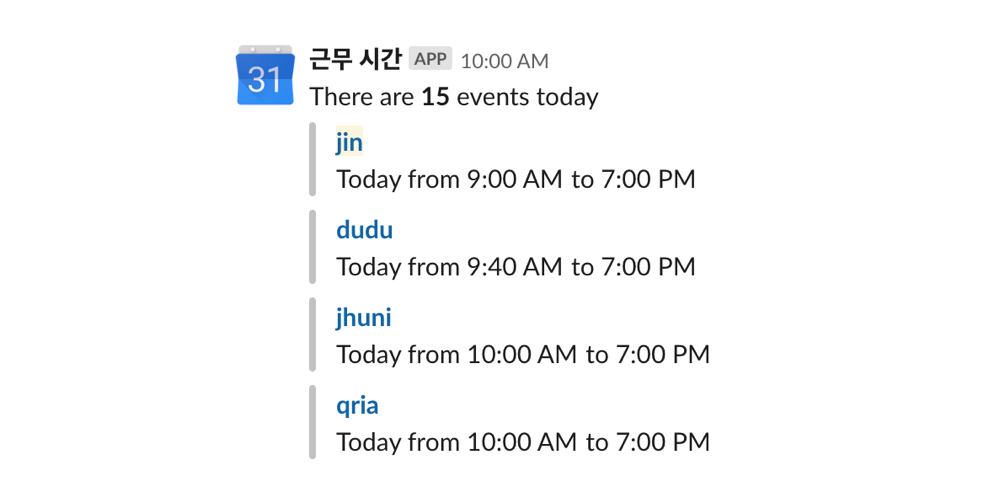 31
근무 시간 APP 10:00 AM
There are 15 events today
jin
Today from 9:00 AM to 7:00 PM
dudu
Today from 9:40 AM to 7:00 PM
jhuni
Today from 10:00 AM to 7:00 PM
qria
Today from 10:00 AM to 7:00 PM